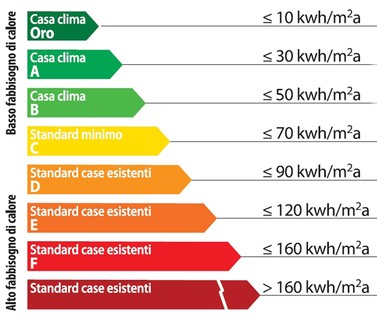 Basso fabbisogno di calore
Casa clima
Oro
≤ 10 kwh/m²a
Casa clima
A
≤ 30 kwh/m²a
Casa clima
B
≤ 50 kwh/m²a
Standard minimo
C
≤ 70 kwh/m²a
Standard case esistenti
D
≤ 90 kwh/m²a
Alto fabbisogno di calore
Standard case esistenti
E
≤ 120 kwh/m²a
Standard case esistenti
F
≤ 160 kwh/m²a
Standard case esistenti
> 160 kwh/m²a